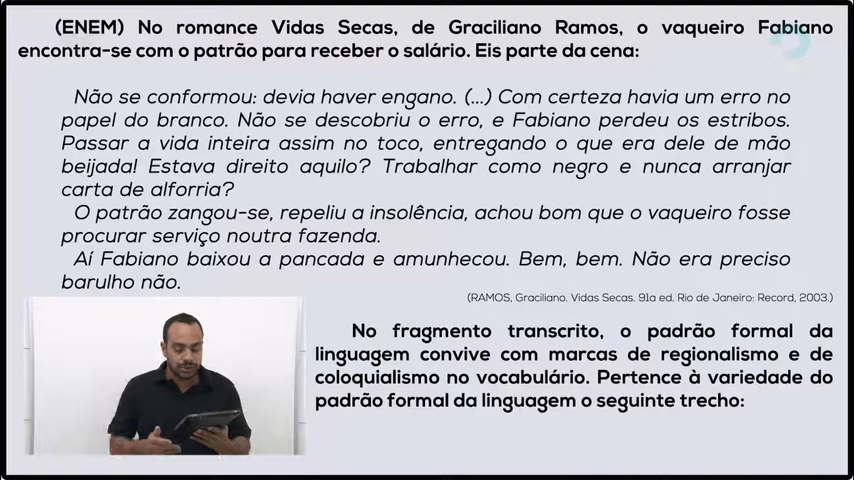 (ENEM) No romance Vidas Secas, de Graciliano Ramos, o vaqueiro Fabiano
encontra-se com o patrão para receber o salário. Eis parte da cena:
Não se conformou: devia haver engano. (...) Com certeza havia um erro no
papel do branco. Não se descobriu o erro, e Fabiano perdeu os estribos.
Passar a vida inteira assim no toco, entregando o que era dele de mão
beijada! Estava direito aquilo? Trabalhar como negro e nunca arranjar
carta de alforria?
O patrão zangou-se, repeliu a insolência, achou bom que o vaqueiro fosse
procurar serviço noutra fazenda.
Aí Fabiano baixou a pancada e amunhecou. Bem, bem. Não era preciso
barulho não.
(RAMOS, Graciliano. Vidas Secas. 91a ed. Rio de Janeiro: Record, 2003.)
No fragmento transcrito, o padrão formal da
linguagem convive com marcas de regionalismo e de
coloquialismo no vocabulário. Pertence à variedade do
padrão formal da linguagem o seguinte trecho: